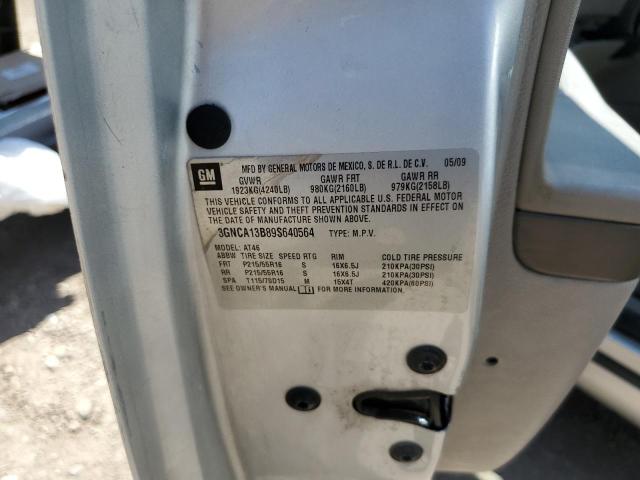 GM
MFD BY GENERAL MOTORS DE MEXICO, S. DE R.L. DE C.V. 05/09
GVWR GAWR FRT GAWR RR
1923KG(4240LB) 980KG(2160LB) 979KG(2158LB)
THIS VEHICLE CONFORMS TO ALL APPLICABLE U.S. FEDERAL MOTOR
VEHICLE SAFETY AND THEFT PREVENTION STANDARDS IN EFFECT ON
THE DATE OF MANUFACTURE SHOWN ABOVE.
3GNCA13B89S640564 TYPE: M.P.V.
MODEL: AT46
ABBW TIRE SIZE SPEED RTG RIM COLD TIRE PRESSURE
FRT P215/55R16 S 16X6.5J 210KPA(30PSI)
RR P215/55R16 S 16X6.5J 210KPA(30PSI)
SPA T115/70D15 M 15X4T 420KPA(60PSI)
SEE OWNER'S MANUAL FOR MORE INFORMATION.